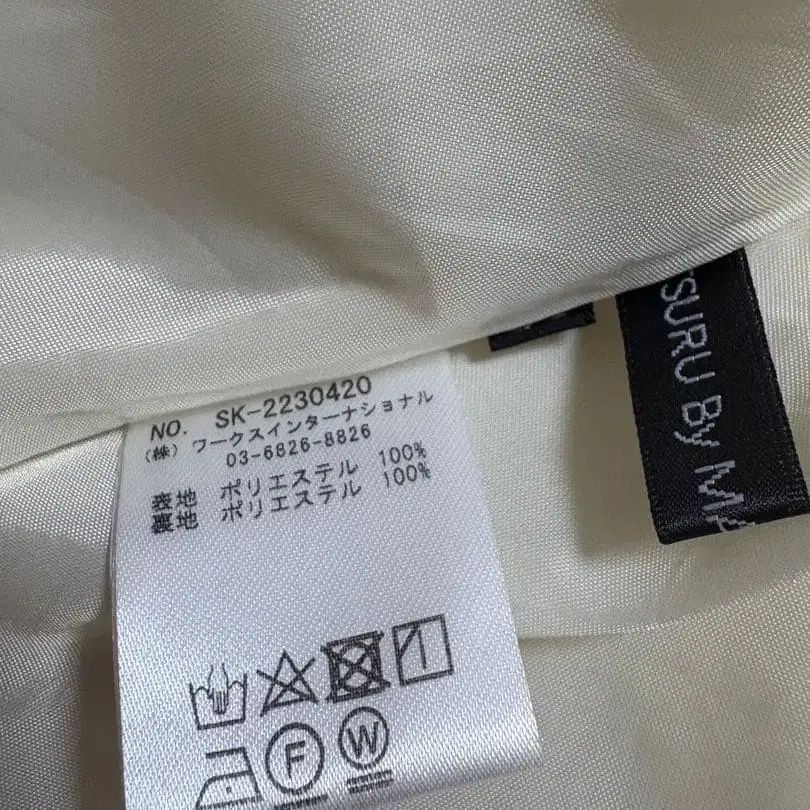 NO. SK-2230420
(株) ワークスインターナショナル
03-6826-8826
表地 ポリエステル 100%
裏地 ポリエステル 100%
F
W
TSURU By MA